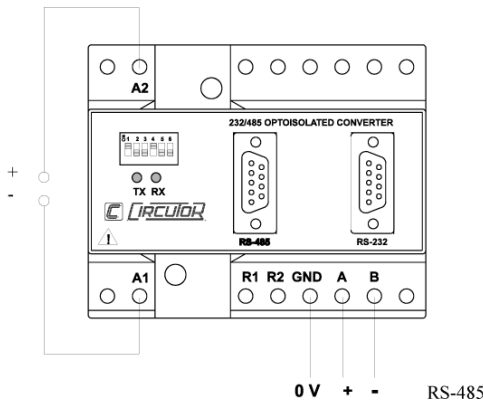 A2
232/485 OPTOISOLATED CONVERTER
ON
1 2 3 4 5 6
TX RX
+
-
C CIRCUTOR
RS-485 RS-232
A1 R1 R2 GND A B
0 V + - RS-485